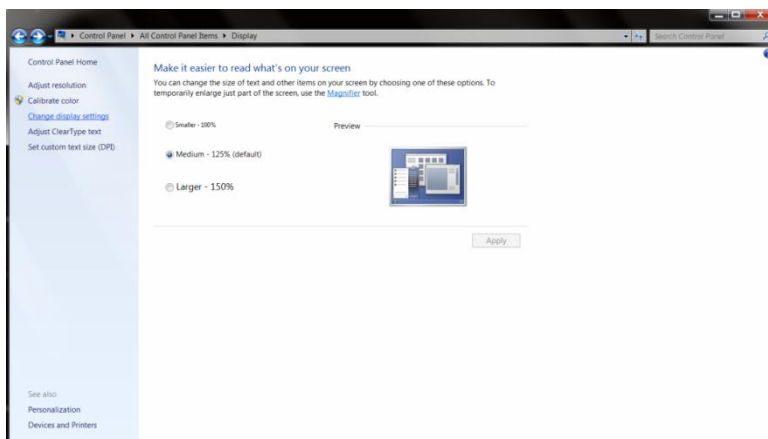 Control Panel ▸ All Control Panel Items ▸ Display
Search Control Panel
Control Panel Home
Adjust resolution
Calibrate color
Change display settings
Adjust ClearType text
Set custom text size (DPI)
Make it easier to read what's on your screen
You can change the size of text and other items on your screen by choosing one of these options. To
temporarily enlarge just part of the screen, use the Magnifier tool.
Smaller - 100%
Preview
Medium - 125% (default)
Larger - 150%
Apply
See also
Personalization
Devices and Printers